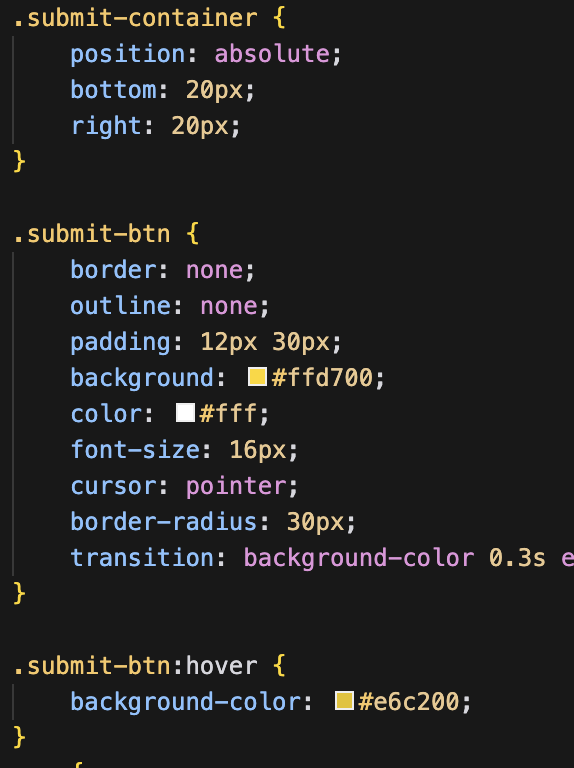 .submit-container {
position: absolute;
bottom: 20px;
right: 20px;
}
.submit-btn {
border: none;
outline: none;
padding: 12px 30px;
background: #ffd700;
color: #fff;
font-size: 16px;
cursor: pointer;
border-radius: 30px;
transition: background-color 0.3s e
}
.submit-btn:hover {
background-color: #e6c200;
}
{